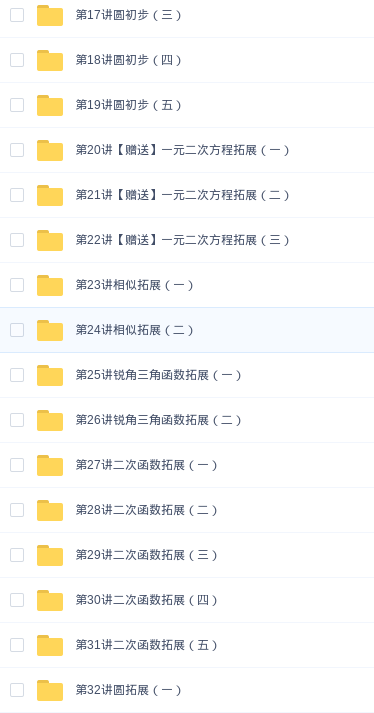 第17讲圆初步（三）
第18讲圆初步（四）
第19讲圆初步（五）
第20讲【赠送】一元二次方程拓展（一）
第21讲【赠送】一元二次方程拓展（二）
第22讲【赠送】一元二次方程拓展（三）
第23讲相似拓展（一）
第24讲相似拓展（二）
第25讲锐角三角函数拓展（一）
第26讲锐角三角函数拓展（二）
第27讲二次函数拓展（一）
第28讲二次函数拓展（二）
第29讲二次函数拓展（三）
第30讲二次函数拓展（四）
第31讲二次函数拓展（五）
第32讲圆拓展（一）